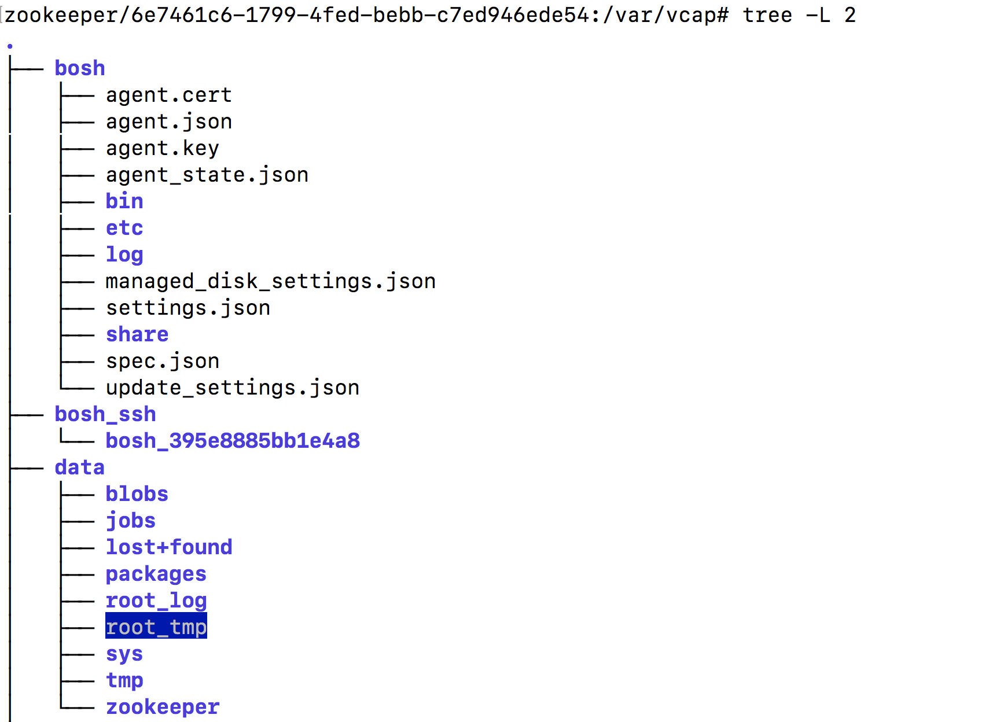 zookeeper/6e7461c6-1799-4fed-bebb-c7ed946ede54:/var/vcap# tree -L 2
.
├── bosh
│   ├── agent.cert
│   ├── agent.json
│   ├── agent.key
│   ├── agent_state.json
│   ├── bin
│   ├── etc
│   ├── log
│   ├── managed_disk_settings.json
│   ├── settings.json
│   ├── share
│   ├── spec.json
│   └── update_settings.json
├── bosh_ssh
│   └── bosh_395e8885bb1e4a8
├── data
│   ├── blobs
│   ├── jobs
│   ├── lost+found
│   ├── packages
│   ├── root_log
│   ├── root_tmp
│   ├── sys
│   ├── tmp
│   └── zookeeper